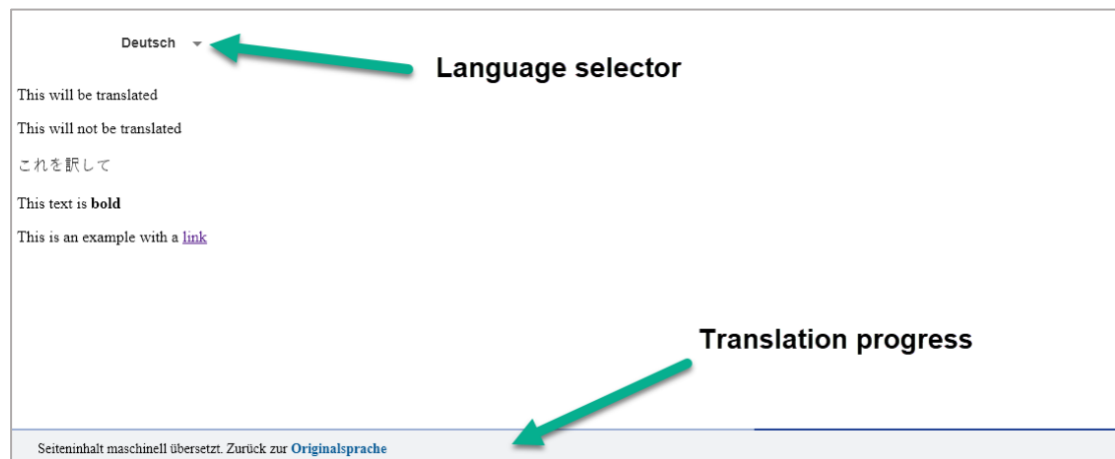 Deutsch
Language selector
This will be translated
This will not be translated
これを訳して
This text is bold
This is an example with a link
Translation progress
Seiteninhalt maschinell übersetzt. Zurück zur Originalsprache